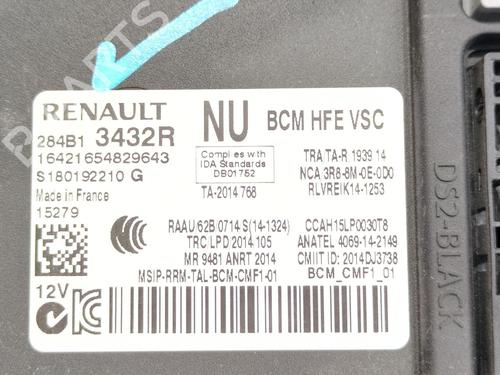 RENAULT NU BCM HFE VSC
284B1 3432R
16421654829643
S180192210 G
Made in France
15279
Complies with
IDA Standards
DB01752
TA-2014 768
TRA/TA-R 1939 14
NCA 3R8-8M-0E-0D0
RLVREIK14-1253
RAAU/62B 0714-S(14-1324)
TRC LPD 2014 105
MR 9481 ANRT 2014
MSIP-RRM-TAL-BCM-CMF1-01
CCAH15LP0030T8
ANATEL 4069-14-2149
CMIIT ID: 2014DJ3738
BCM_CMF1_01
12V
DS2-BLACK